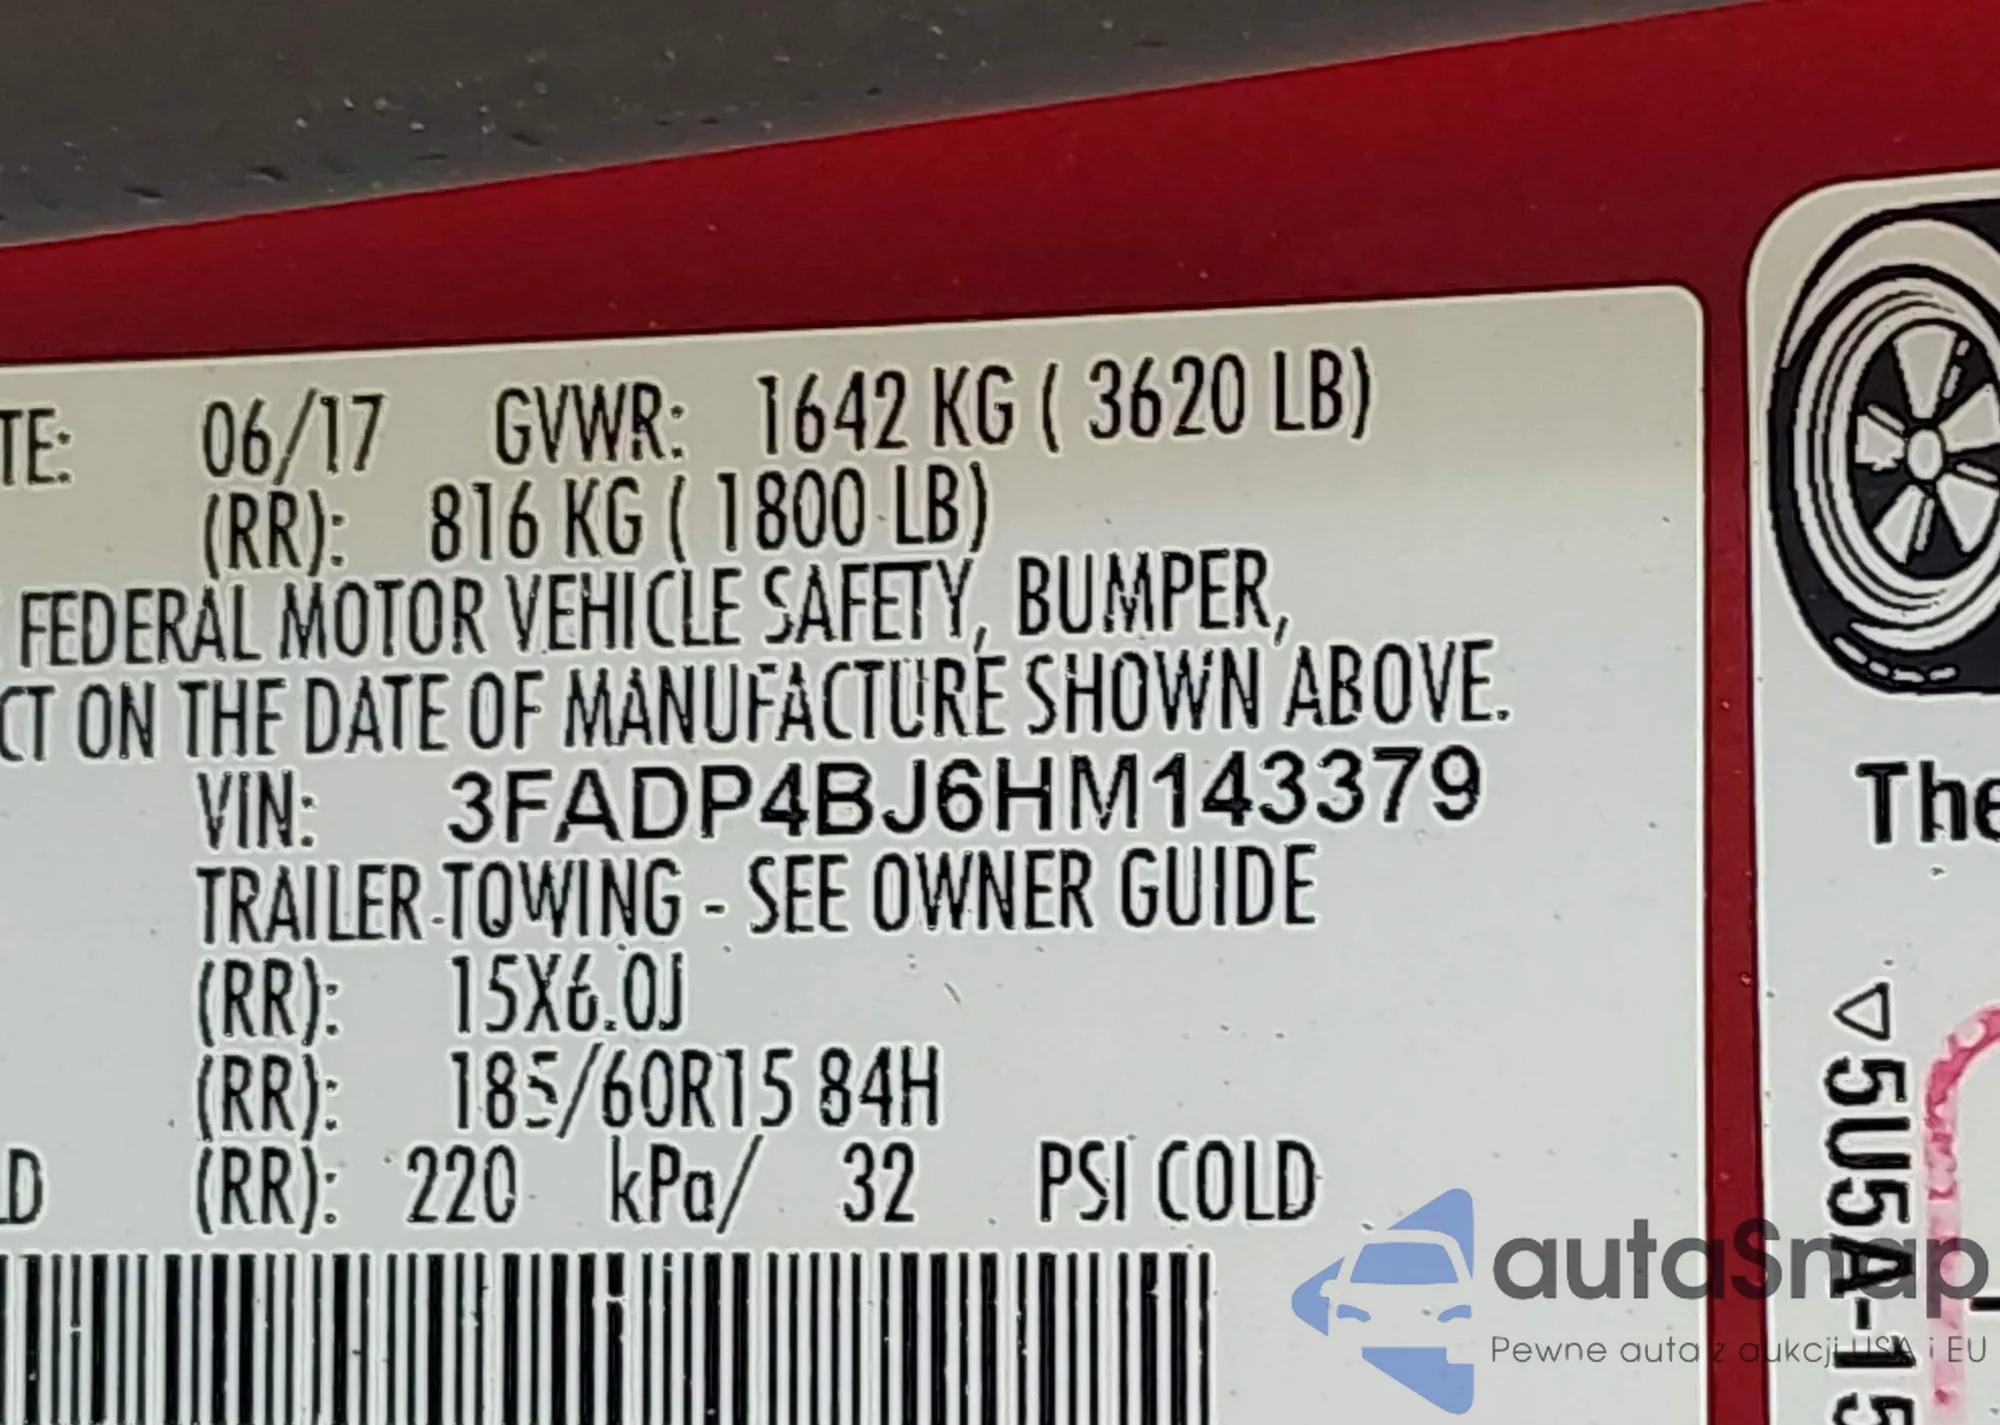 TE: 06/17 GVWR: 1642 KG ( 3620 LB)
(RR): 816 KG ( 1800 LB)
FEDERAL MOTOR VEHICLE SAFETY, BUMPER,
CT ON THE DATE OF MANUFACTURE SHOWN ABOVE.
VIN: 3FADP4BJ6HM143379
TRAILER TOWING - SEE OWNER GUIDE
(RR): 15X6.0J
(RR): 185/60R15 84H
LD (RR): 220 kPa/ 32 PSI COLD
The
5U5A-15
autaSnap
Pewne auta z aukcji USA i EU